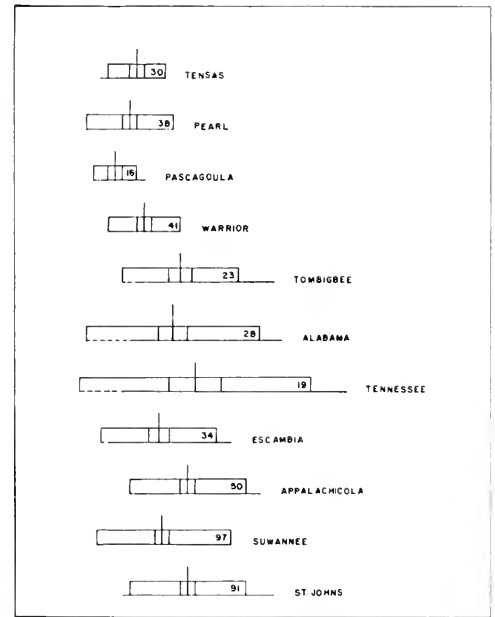 30 TENSAS
38 PEARL
16 PASCAGOULA
41 WARRIOR
23 TOMBIGBEE
28 ALABAMA
19 TENNESSEE
34 ESCAMBIA
50 APPALACHICOLA
97 SUWANNEE
91 ST. JOHNS